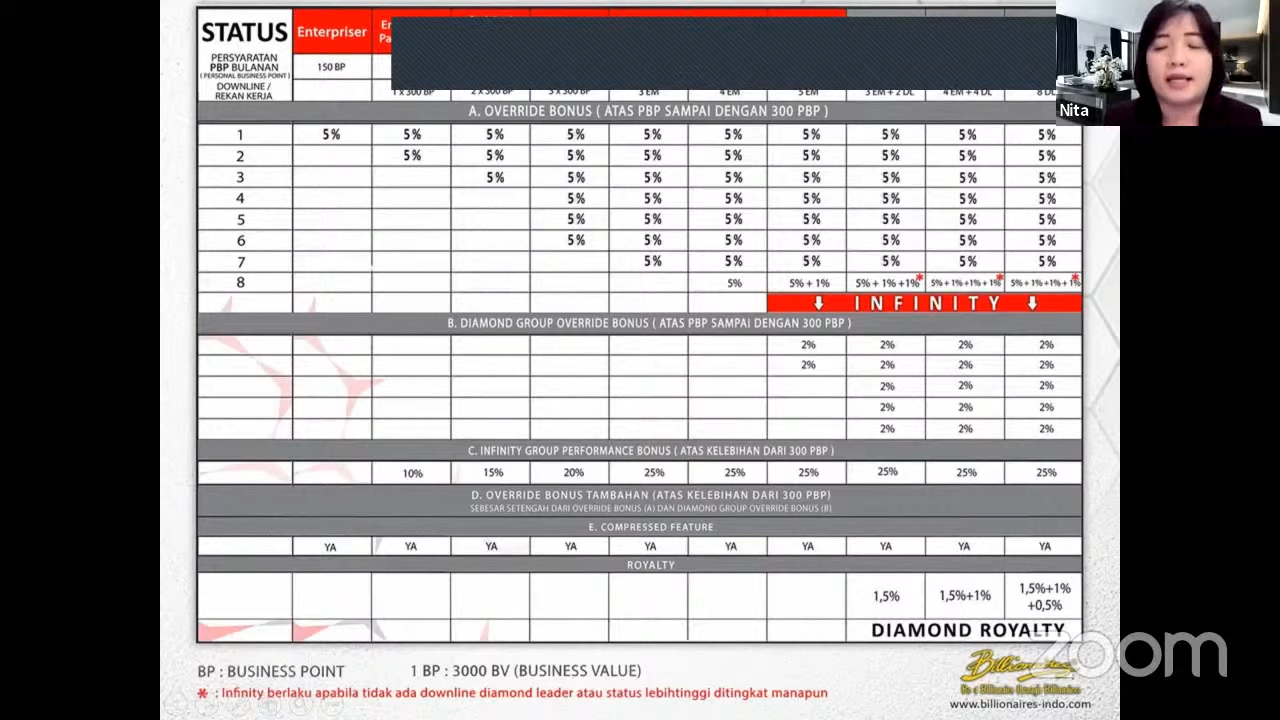 STATUS Enterpriser
PERSYARATAN
PBP BULANAN
( PERSONAL BUSINESS POINT )
150 BP
DOWNLINE /
REKAN KERJA
1 x 300 BP 2 x 300 BP 3 x 300 BP 3 EM 4 EM 5 EM 3 EM + 2 DL 4 EM + 4 DL 8 DL
Nita
A. OVERRIDE BONUS ( ATAS PBP SAMPAI DENGAN 300 PBP )
1 5% 5% 5% 5% 5% 5% 5% 5% 5% 5%
2 5% 5% 5% 5% 5% 5% 5% 5% 5%
3 5% 5% 5% 5% 5% 5% 5% 5%
4 5% 5% 5% 5% 5% 5% 5%
5 5% 5% 5% 5% 5% 5% 5%
6 5% 5% 5% 5% 5% 5% 5%
7 5% 5% 5% 5% 5% 5%
8 5% 5% + 1% 5% + 1% +1%* 5% + 1% +1% + 1%* 5% + 1% +1% + 1%*
INFINITY
B. DIAMOND GROUP OVERRIDE BONUS ( ATAS PBP SAMPAI DENGAN 300 PBP )
2% 2% 2% 2%
2% 2% 2% 2%
2% 2% 2%
2% 2% 2%
2% 2% 2%
C. INFINITY GROUP PERFORMANCE BONUS ( ATAS KELEBIHAN DARI 300 PBP )
10% 15% 20% 25% 25% 25% 25% 25% 25%
D. OVERRIDE BONUS TAMBAHAN (ATAS KELEBIHAN DARI 300 PBP)
SEBESAR SETENGAH DARI OVERRIDE BONUS (A) DAN DIAMOND GROUP OVERRIDE BONUS (B)
E. COMPRESSED FEATURE
YA YA YA YA YA YA YA YA YA YA
ROYALTY
1,5% 1,5%+1% 1,5%+1%
+0,5%
DIAMOND ROYALTY
BP : BUSINESS POINT 1 BP : 3000 BV (BUSINESS VALUE)
* : Infinity berlaku apabila tidak ada downline diamond leader atau status lebihtinggi ditingkat manapun
Billionaires
Be a Billionaire Through Billionaires
www.billionaires-indo.com
zoom